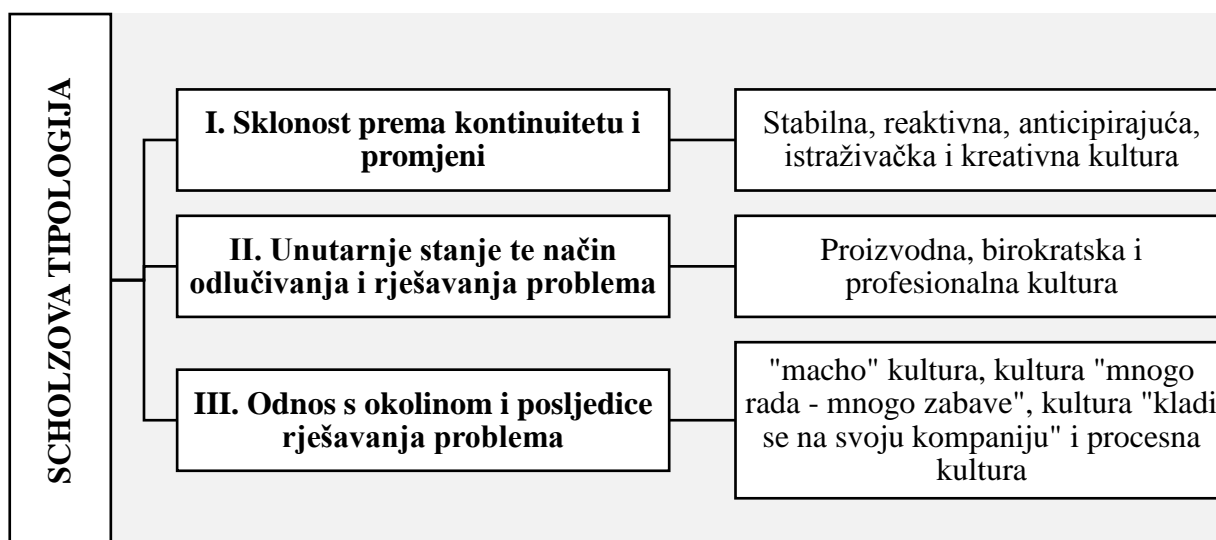 SCHOLZOVA TIPOLOGIJA
I. Sklonost prema kontinuitetu i
promjeni
Stabilna, reaktivna, anticipirajuća,
istraživačka i kreativna kultura
II. Unutarnje stanje te način
odlučivanja i rješavanja problema
Proizvodna, birokratska i
profesionalna kultura
III. Odnos s okolinom i posljedice
rješavanja problema
"macho" kultura, kultura "mnogo
rada - mnogo zabave", kultura "kladi
se na svoju kompaniju" i procesna
kultura